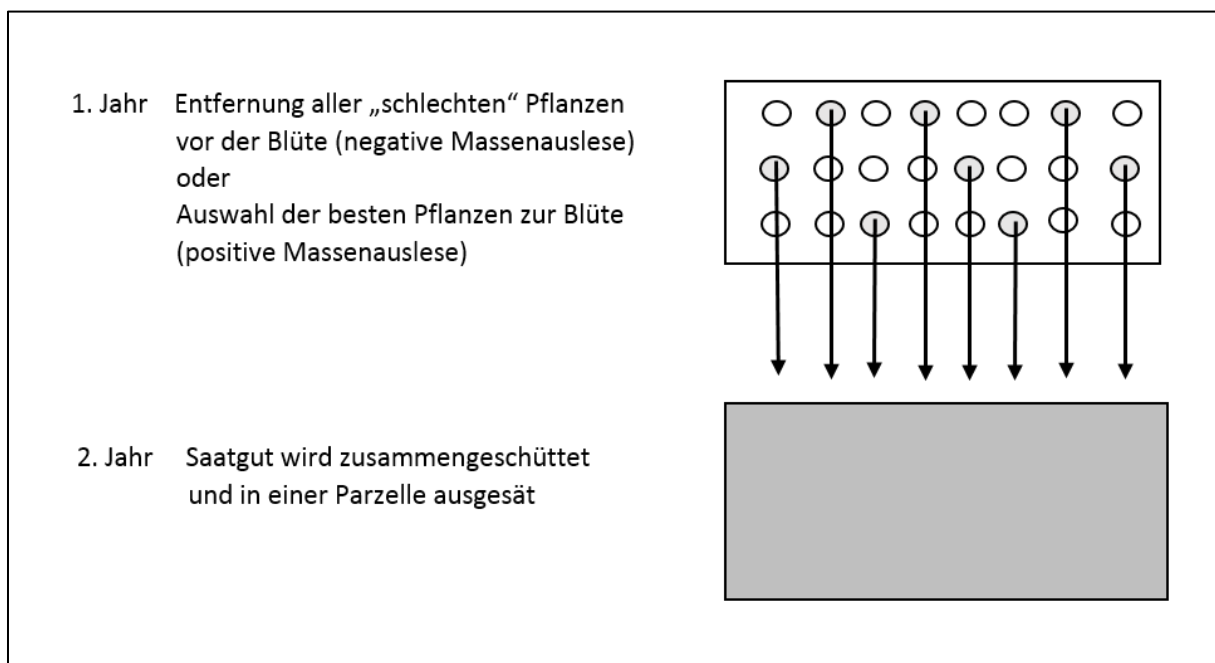 1. Jahr Entfernung aller „schlechten“ Pflanzen
vor der Blüte (negative Massenauslese)
oder
Auswahl der besten Pflanzen zur Blüte
(positive Massenauslese)
2. Jahr Saatgut wird zusammengeschüttet
und in einer Parzelle ausgesät